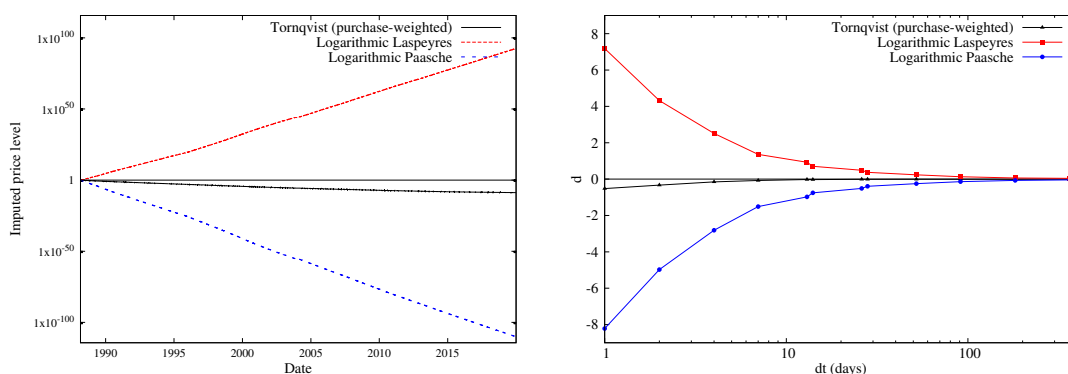 Tornqvist (purchase-weighted)
Logarithmic Laspeyres
Logarithmic Paasche
1x10^100
1x10^50
1
1x10^-50
1x10^-100
Imputed price level
1990 1995 2000 2005 2010 2015
Date
Tornqvist (purchase-weighted)
Logarithmic Laspeyres
Logarithmic Paasche
8
6
4
2
0
-2
-4
-6
-8
d
1 10 100
dt (days)